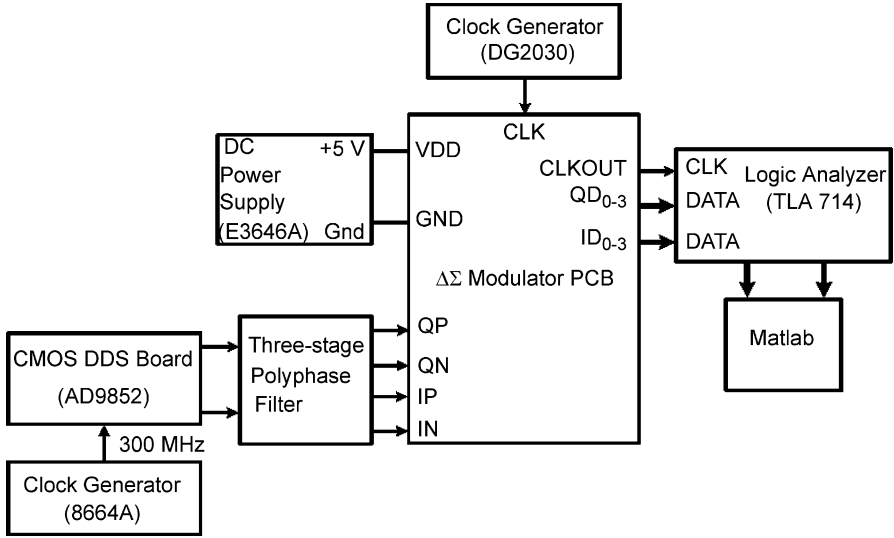 Clock Generator
(DG2030)
CLK
DC +5 V
Power
Supply
(E3646A) Gnd
VDD
GND
CLKOUT
QD0-3
ID0-3
CLK
DATA
DATA
Logic Analyzer
(TLA 714)
ΔΣ Modulator PCB
Matlab
QP
QN
IP
IN
Three-stage
Polyphase
Filter
CMOS DDS Board
(AD9852)
300 MHz
Clock Generator
(8664A)